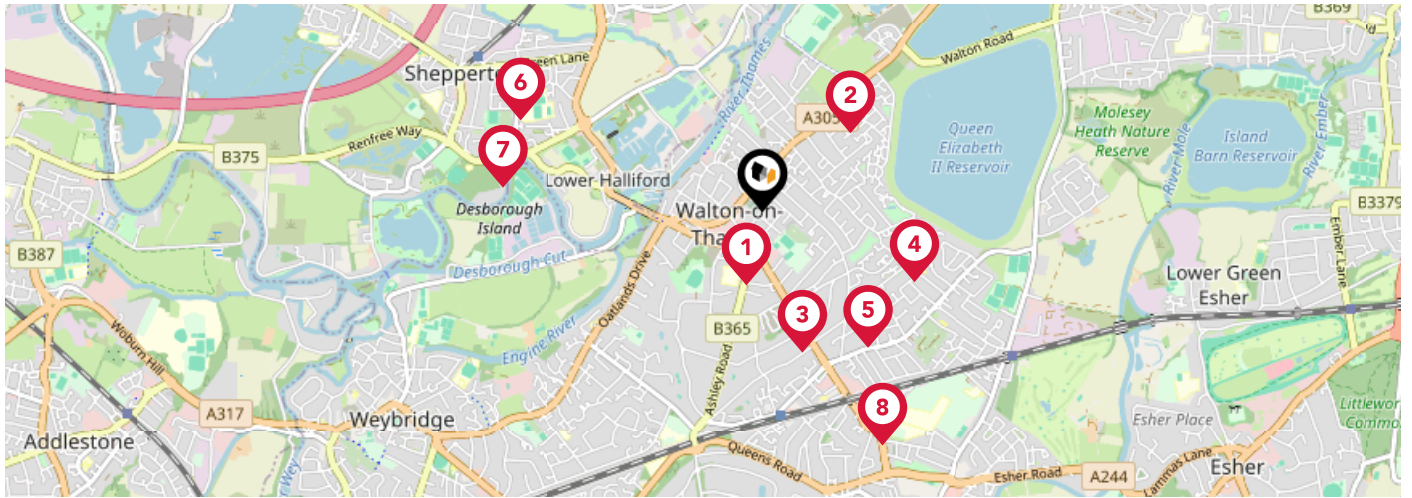 B369
Walton Road
Green Lane
Shepperto
6
2
A305
River Thames
Molesey
Heath Nature
Reserve
Queen
Elizabeth
II Reservoir
Island
Barn Reservoir
River Mole
River Ember
Renfree Way
B375
7
Lower Halliford
Desborough
Island
Walton-on-
Tha
B3379
Desborough Cut
B387
1
4
Ember Lane
Lower Green
Esher
Oatlands Drive
3
5
B365
Engine River
Woburn Hill
Ashley Road
A317
Weybridge
8
Esher Place
Addlestone
Queens Road
Esher Road
A244
Lammas Lane
Esher